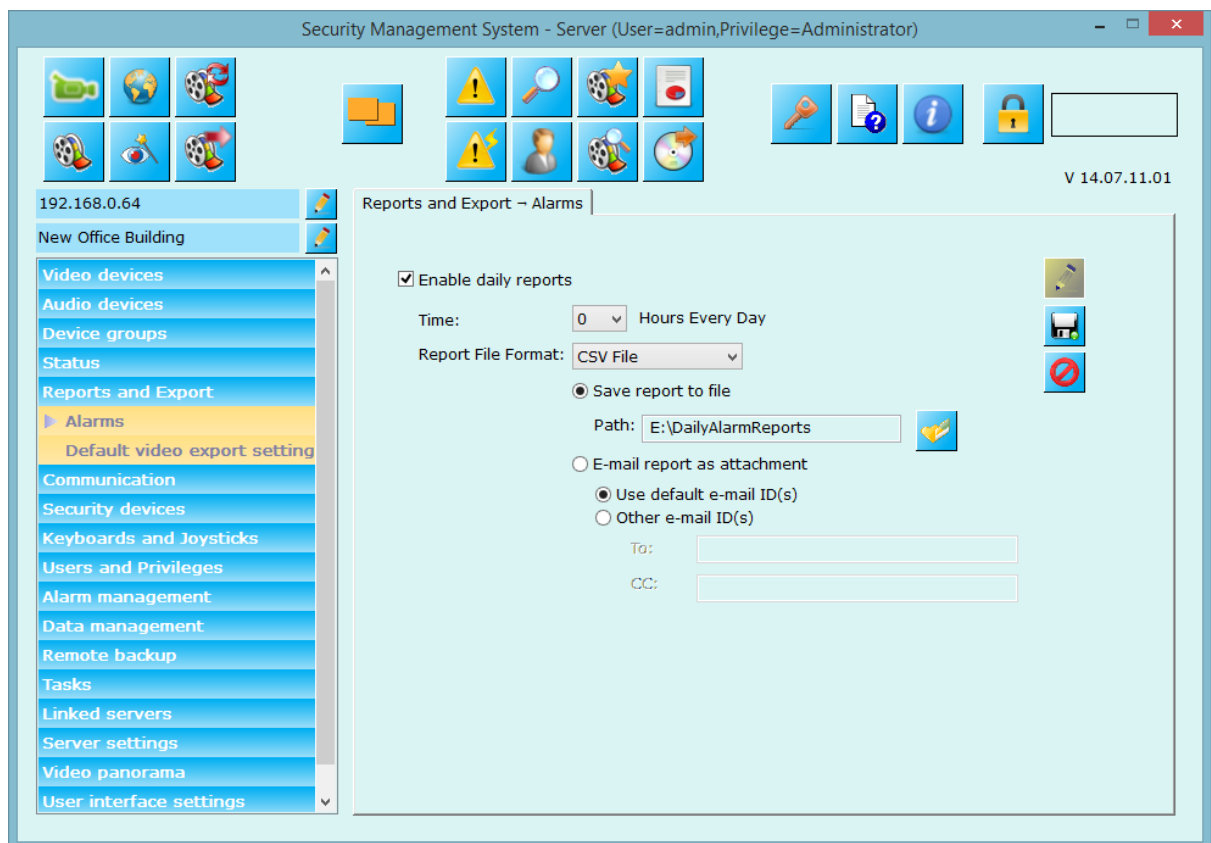 Security Management System - Server (User=admin,Privilege=Administrator)
V 14.07.11.01
192.168.0.64
New Office Building
Video devices
Audio devices
Device groups
Status
Reports and Export
Alarms
Default video export setting
Communication
Security devices
Keyboards and Joysticks
Users and Privileges
Alarm management
Data management
Remote backup
Tasks
Linked servers
Server settings
Video panorama
User interface settings
Reports and Export → Alarms
Enable daily reports
Time: 0 Hours Every Day
Report File Format: CSV File
Save report to file
Path: E:\DailyAlarmReports
E-mail report as attachment
Use default e-mail ID(s)
Other e-mail ID(s)
To:
CC: